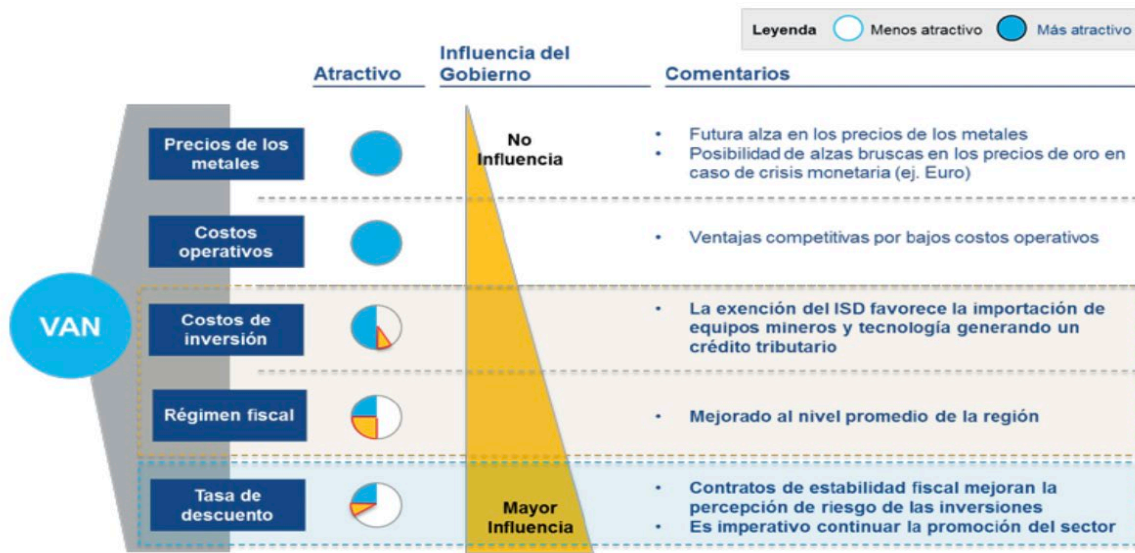 Leyenda Menos atractivo Más atractivo
Atractivo
Influencia del
Gobierno
Comentarios
VAN
Precios de los
metales
No
Influencia
• Futura alza en los precios de los metales
• Posibilidad de alzas bruscas en los precios de oro en
caso de crisis monetaria (ej. Euro)
Costos
operativos
• Ventajas competitivas por bajos costos operativos
Costos de
inversión
• La exención del ISD favorece la importación de
equipos mineros y tecnología generando un
crédito tributario
Régimen fiscal
• Mejorado al nivel promedio de la región
Tasa de
descuento
Mayor
Influencia
• Contratos de estabilidad fiscal mejoran la
percepción de riesgo de las inversiones
• Es imperativo continuar la promoción del sector